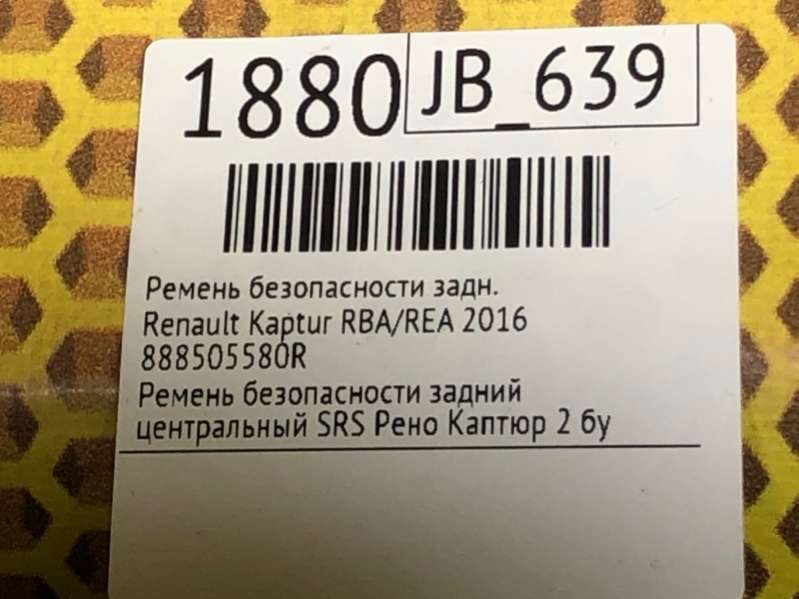 1880 JB_639
Ремень безопасности задн.
Renault Kaptur RBA/REA 2016
888505580R
Ремень безопасности задний
центральный SRS Рено Каптюр 2 бу